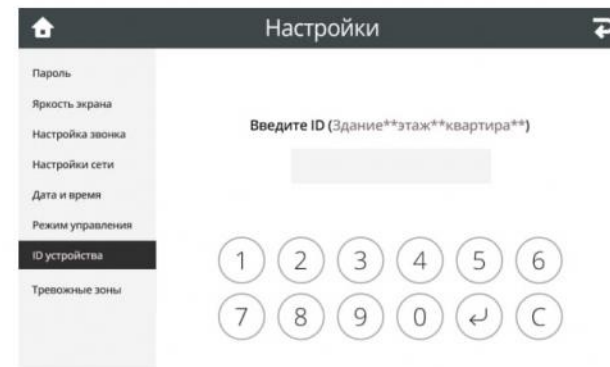 Настройки
Пароль
Яркость экрана
Настройка звонка
Настройки сети
Дата и время
Режим управления
ID устройства
Тревожные зоны
Введите ID (Здание**этаж**квартира**)
1 2 3 4 5 6
7 8 9 0 C